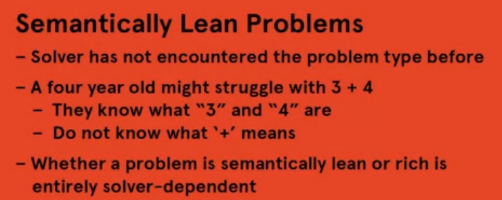 Semantically Lean Problems
– Solver has not encountered the problem type before
– A four year old might struggle with 3 + 4
– They know what “3” and “4” are
– Do not know what ‘+’ means
– Whether a problem is semantically lean or rich is
entirely solver-dependent